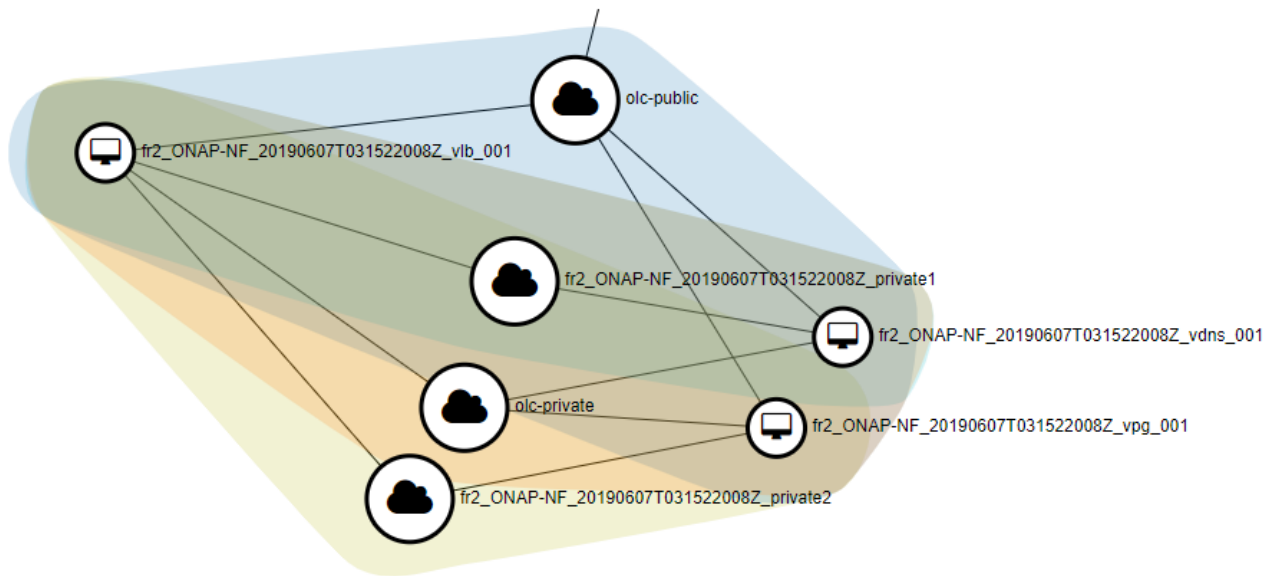 olc-public
fr2_ONAP-NF_20190607T031522008Z_vlb_001
fr2_ONAP-NF_20190607T031522008Z_private1
fr2_ONAP-NF_20190607T031522008Z_vdns_001
olc-private
fr2_ONAP-NF_20190607T031522008Z_vpg_001
fr2_ONAP-NF_20190607T031522008Z_private2